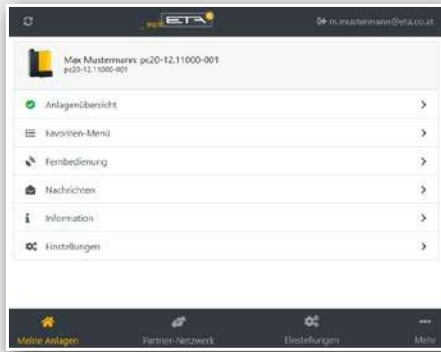 meinETA m.mustermann@eta.co.at
Max Mustermann: pc20-12.11000-001
pc20-12.11000-001
Anlagenübersicht
Favoriten-Menü
Fernbedienung
Nachrichten
Information
Einstellungen
Meine Anlagen Partner-Netzwerk Einstellungen Mehr